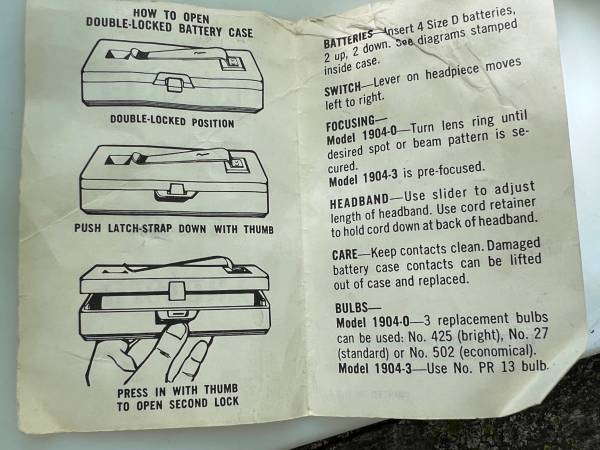 HOW TO OPEN
DOUBLE-LOCKED BATTERY CASE
DOUBLE-LOCKED POSITION
PUSH LATCH-STRAP DOWN WITH THUMB
PRESS IN WITH THUMB
TO OPEN SECOND LOCK
BATTERIES—Insert 4 Size D batteries,
2 up, 2 down. See diagrams stamped
inside case.
SWITCH—Lever on headpiece moves
left to right.
FOCUSING—
Model 1904-0—Turn lens ring until
desired spot or beam pattern is se-
cured.
Model 1904-3 is pre-focused.
HEADBAND—Use slider to adjust
length of headband. Use cord retainer
to hold cord down at back of headband.
CARE—Keep contacts clean. Damaged
battery case contacts can be lifted
out of case and replaced.
BULBS—
Model 1904-0—3 replacement bulbs
can be used: No. 425 (bright), No. 27
(standard) or No. 502 (economical).
Model 1904-3—Use No. PR 13 bulb.